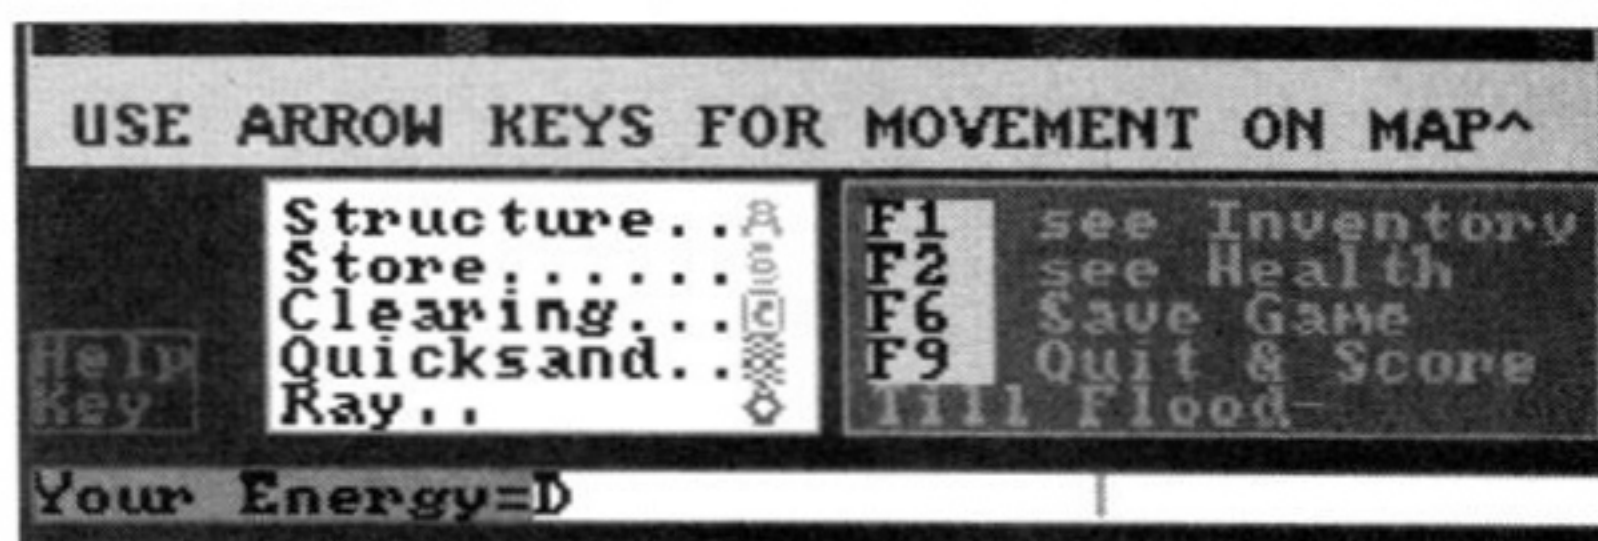 USE ARROW KEYS FOR MOVEMENT ON MAP^
Structure..
Store......
Clearing...
Quicksand..
Ray..
F1 see Inventory
F2 see Health
F6 Save Game
F9 Quit & Score
Till Flood-
Help
Key
Your Energy=D